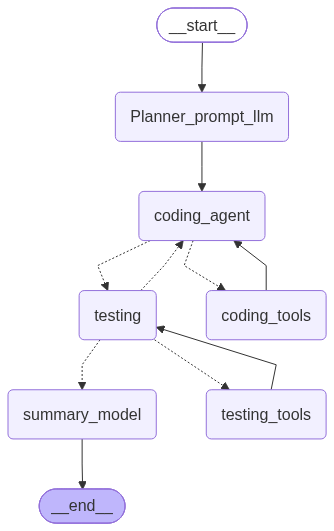 __start__
Planner_prompt_llm
coding_agent
testing
coding_tools
summary_model
testing_tools
__end__